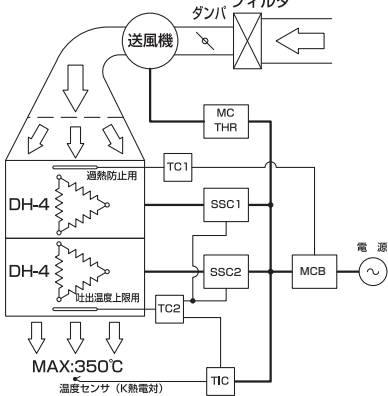 フィルタ
ダンパ
送風機
MC
THR
TC1
過熱防止用
DH-4
SSC1
電 源
DH-4
SSC2
MCB
吐出温度上限用
TC2
MAX:350℃
温度センサ（K熱電対）
TIC